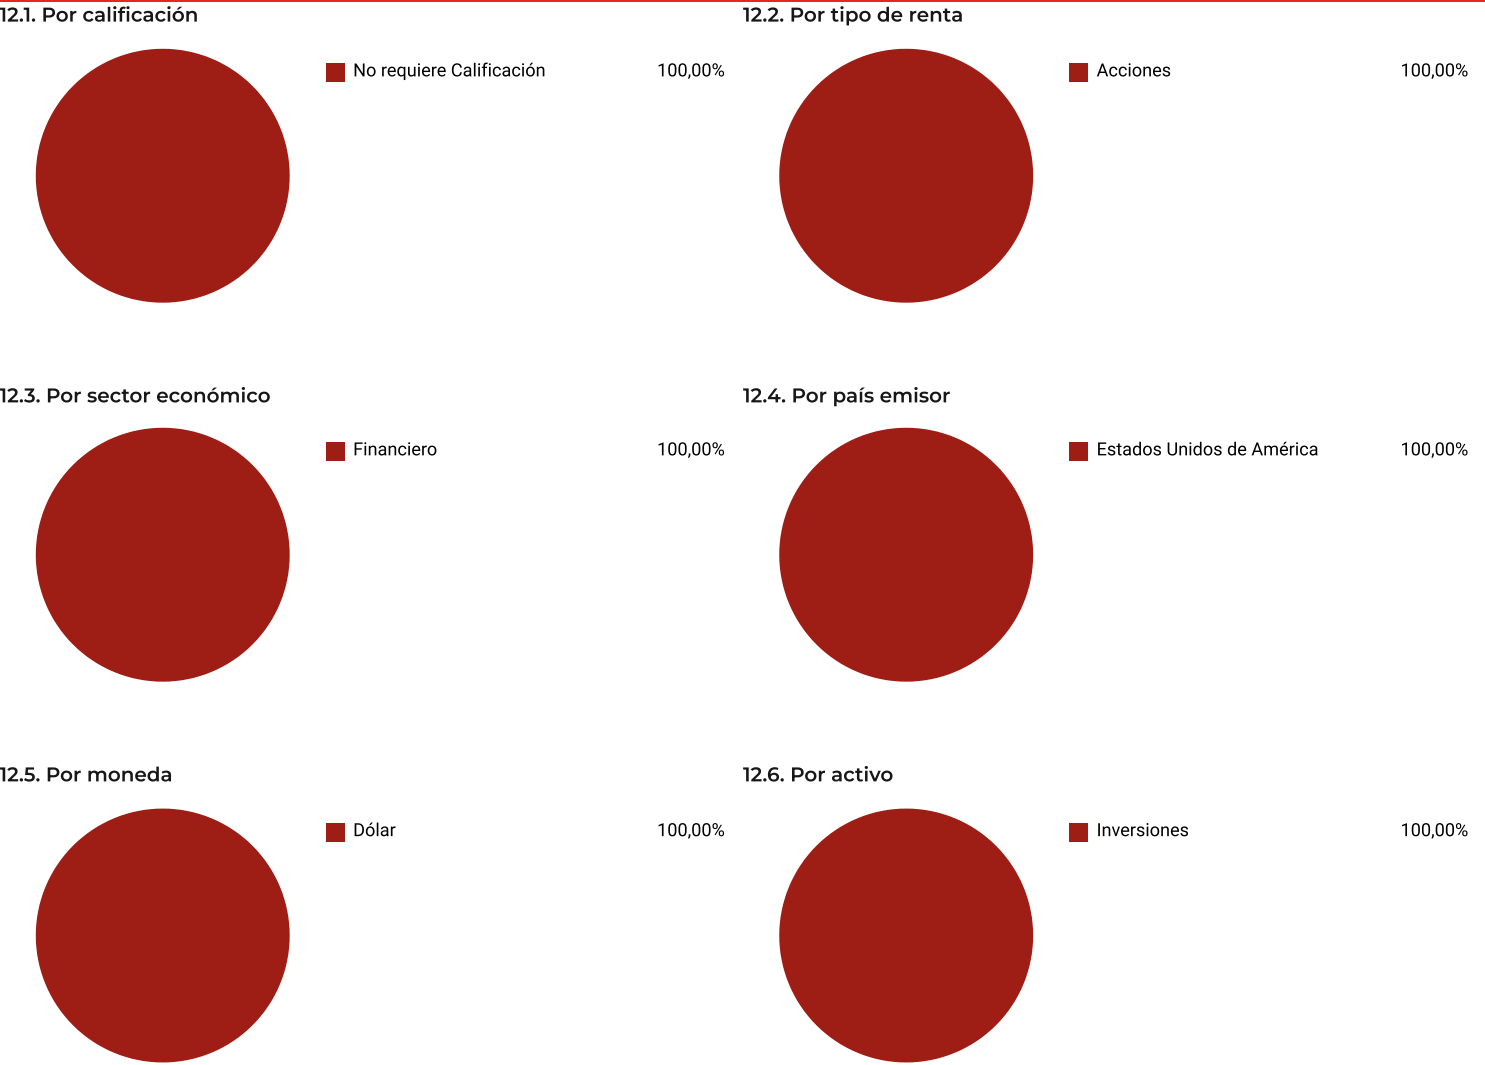 12.1. Por calificación
No requiere Calificación 100,00%
12.2. Por tipo de renta
Acciones 100,00%
12.3. Por sector económico
Financiero 100,00%
12.4. Por país emisor
Estados Unidos de América 100,00%
12.5. Por moneda
Dólar 100,00%
12.6. Por activo
Inversiones 100,00%